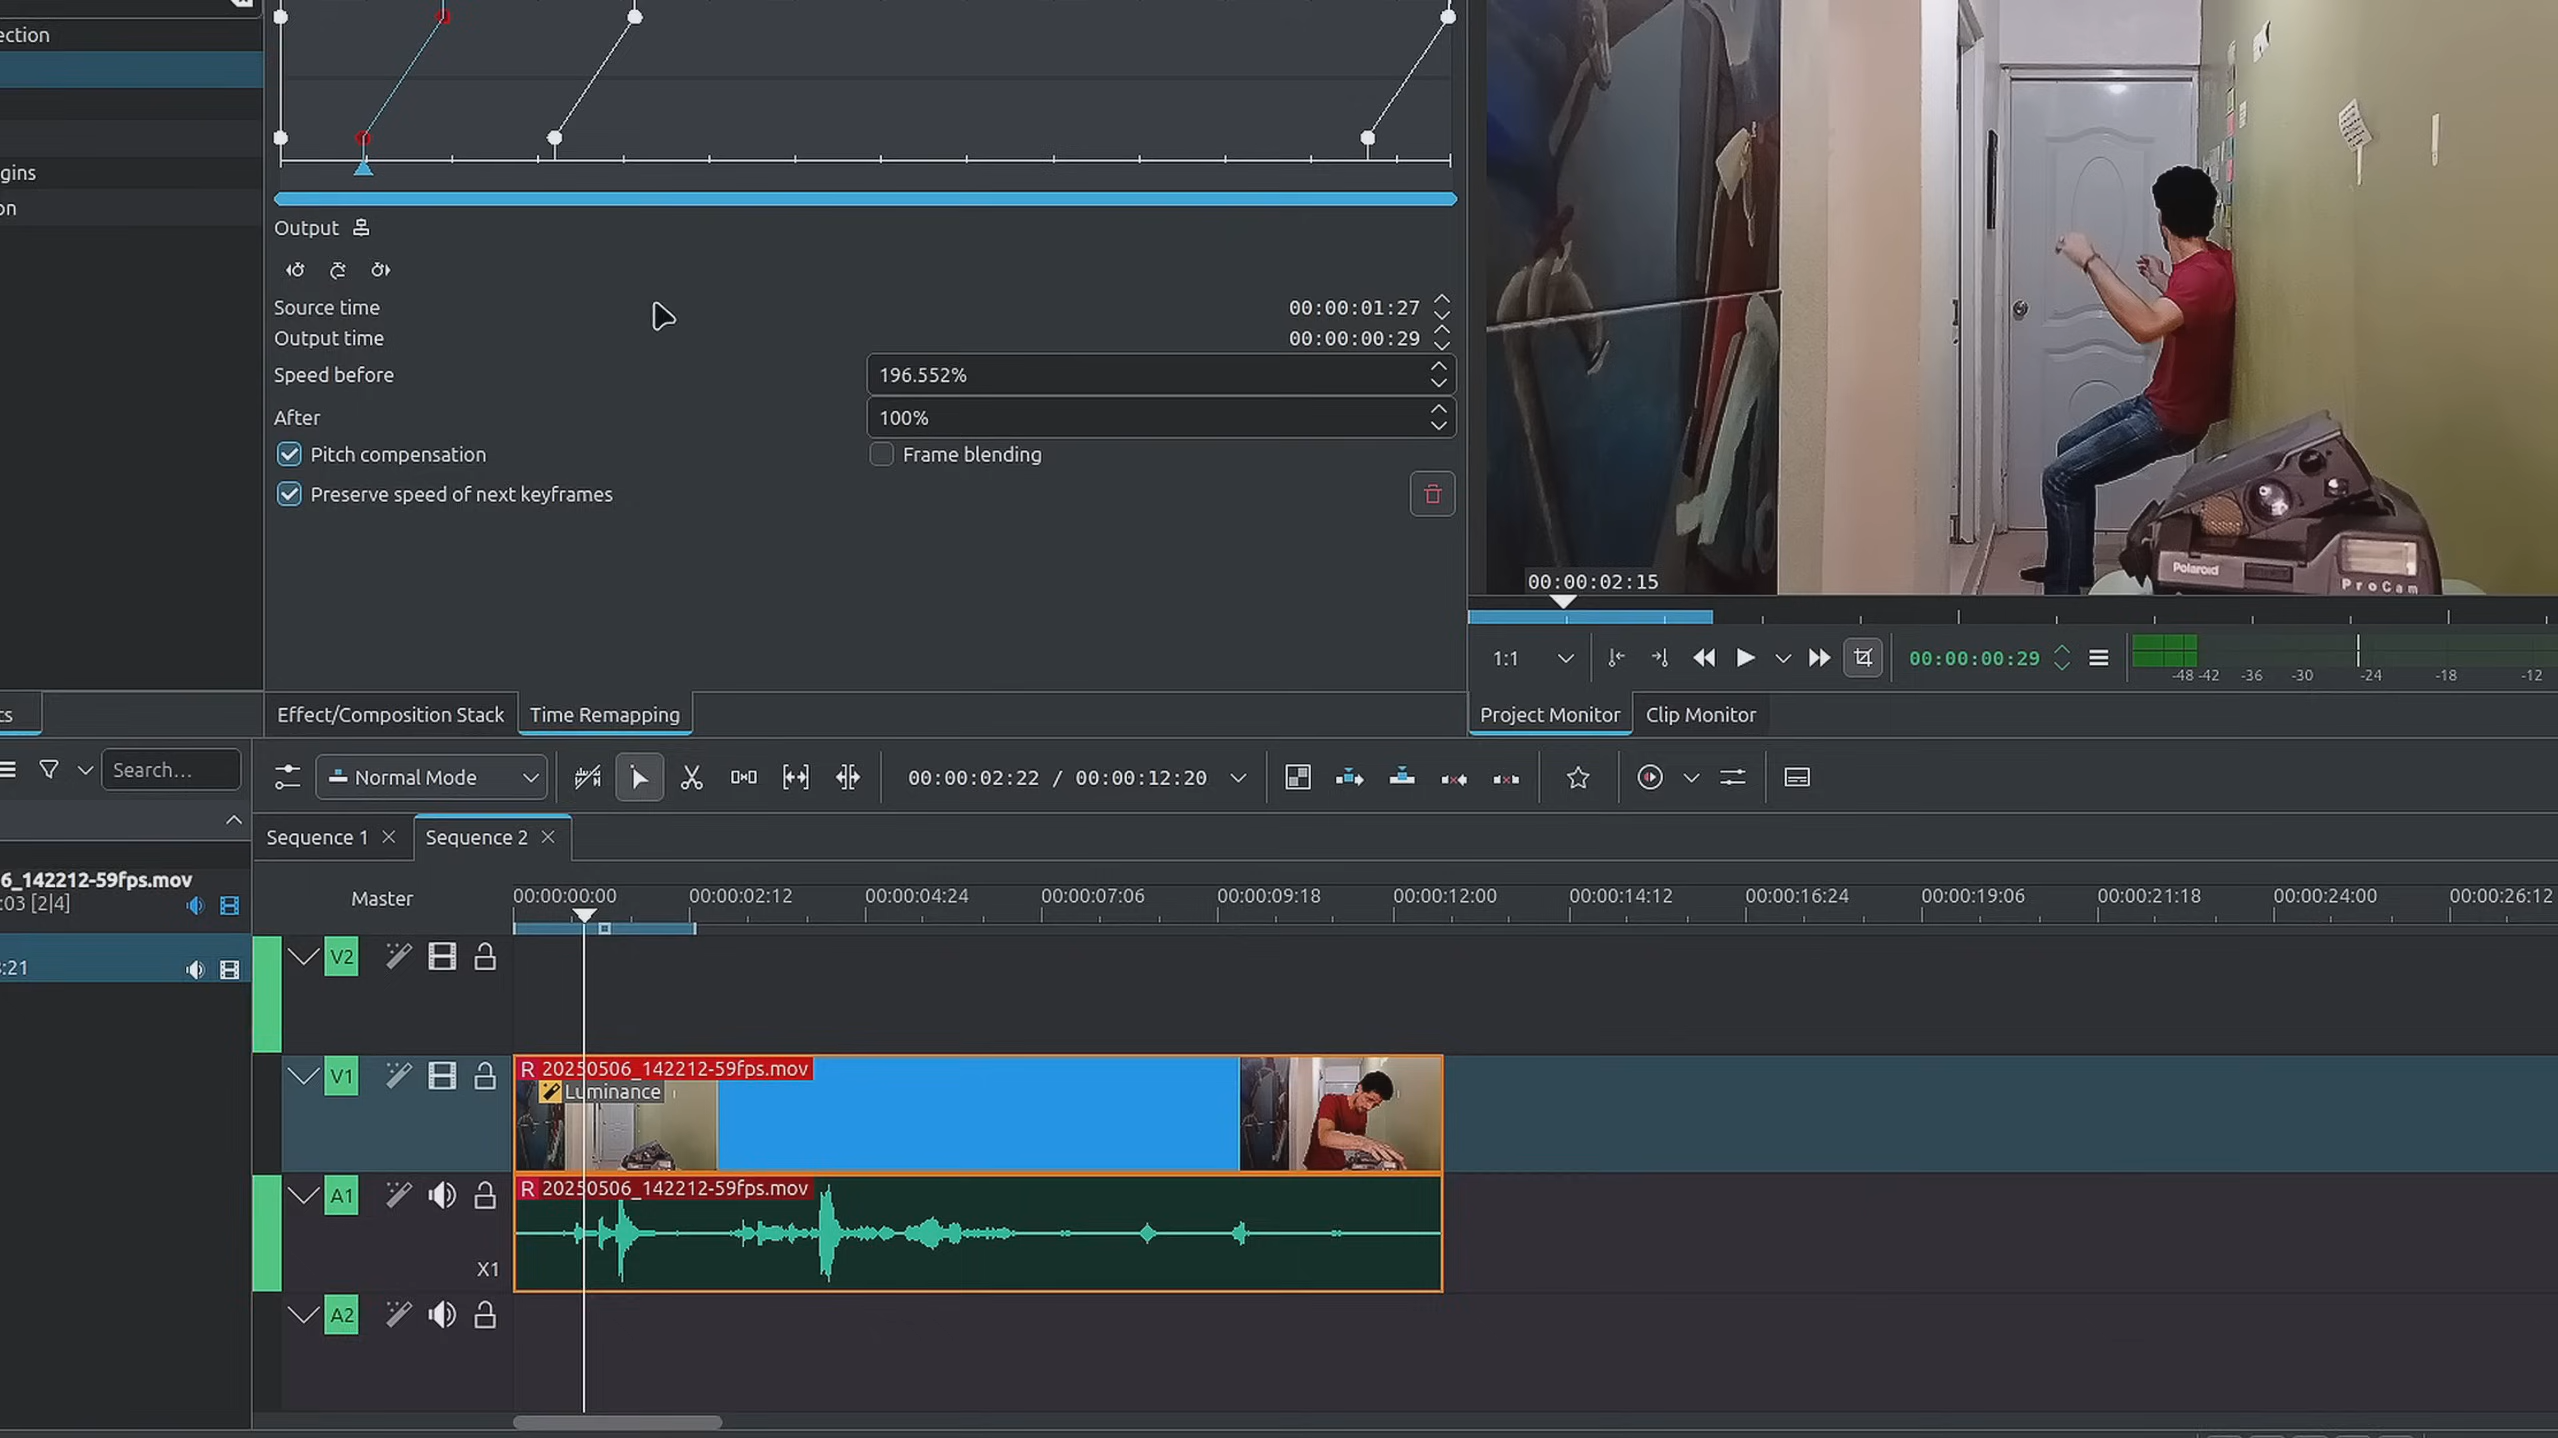 ection
gins
on
Output
Source time 00:00:01:27
Output time 00:00:00:29
Speed before 196.552%
After 100%
Pitch compensation Frame blending
Preserve speed of next keyframes
Polaroid
ProCam
00:00:02:15
1:1 00:00:00:29
-48 -42 -36 -30 -24 -18 -12
cs Effect/Composition Stack Time Remapping Project Monitor Clip Monitor
Search... Normal Mode 00:00:02:22 / 00:00:12:20
Sequence 1 Sequence 2
6_142212-59fps.mov
:03 [2|4]
:21
Master 00:00:00:00 00:00:02:12 00:00:04:24 00:00:07:06 00:00:09:18 00:00:12:00 00:00:14:12 00:00:16:24 00:00:19:06 00:00:21:18 00:00:24:00 00:00:26:12
V2
V1 R 20250506_142212-59fps.mov
Luminance
A1 R 20250506_142212-59fps.mov
X1
A2